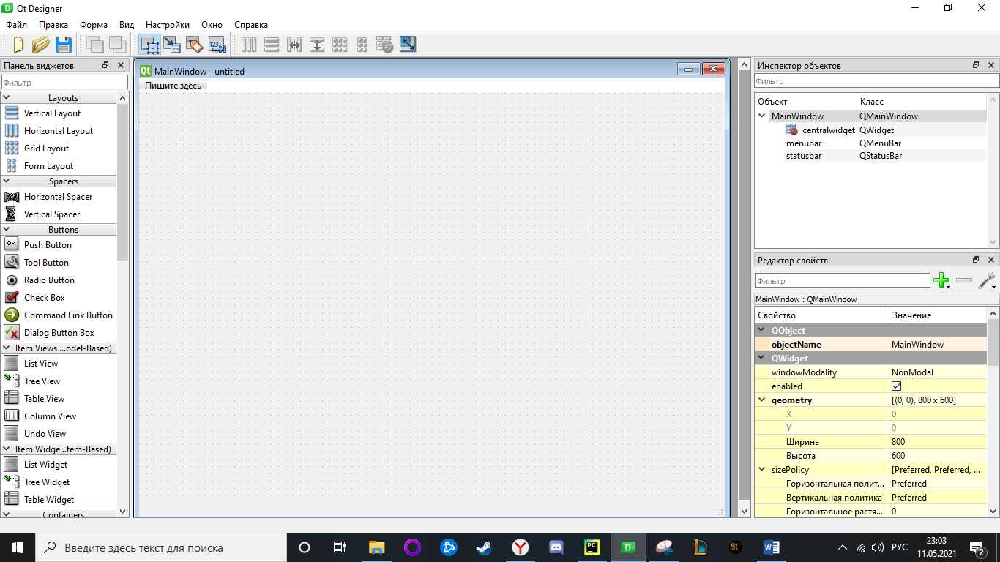 Qt Designer
Файл Правка Форма Вид Настройки Окно Справка
123
Панель виджетов
Фильтр
Layouts
Vertical Layout
Horizontal Layout
Grid Layout
Form Layout
Spacers
Horizontal Spacer
Vertical Spacer
Buttons
OK Push Button
Tool Button
Radio Button
Check Box
Command Link Button
Dialog Button Box
Item Views ...odel-Based)
List View
Tree View
Table View
Column View
Undo View
Item Widge...tem-Based)
List Widget
Tree Widget
Table Widget
Containers
Qt MainWindow - untitled
Пишите здесь
Инспектор объектов
Фильтр
Объект Класс
MainWindow QMainWindow
centralwidget QWidget
menubar QMenuBar
statusbar QStatusBar
Редактор свойств
Фильтр
MainWindow : QMainWindow
Свойство Значение
QObject
objectName MainWindow
QWidget
windowModality NonModal
enabled
geometry [(0, 0), 800 x 600]
X 0
Y 0
Ширина 800
Высота 600
sizePolicy [Preferred, Preferred, ...
Горизонтальная полит... Preferred
Вертикальная политика Preferred
Горизонтальное растя... 0
Введите здесь текст для поиска
PC
D
SC
W
РУС
23:03
11.05.2021
2